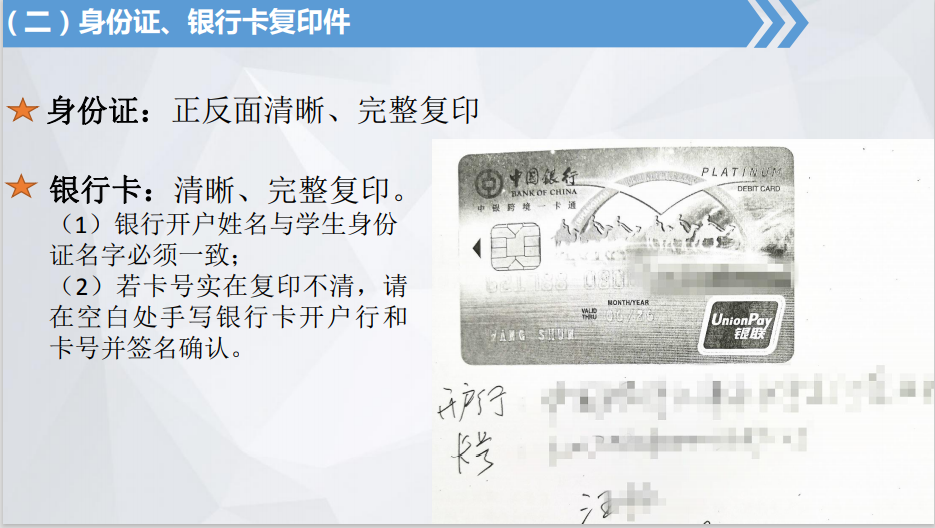 （二）身份证、银行卡复印件
身份证：正反面清晰、完整复印
银行卡：清晰、完整复印。
（1）银行开户姓名与学生身份
证名字必须一致；
（2）若卡号实在复印不清，请
在空白处手写银行卡开户行和
卡号并签名确认。
中国银行
BANK OF CHINA
中银跨境一卡通
PLATINUM
DEBIT CARD
MONTH/YEAR
VALID
THRU
UnionPay
银联
开户行
卡号
汪